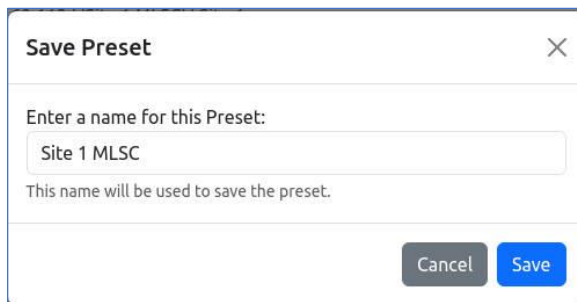 Save Preset
Enter a name for this Preset:
Site 1 MLSC
This name will be used to save the preset.
Cancel Save